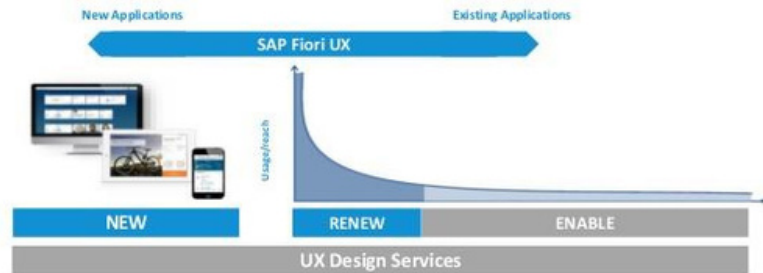 New Applications
Existing Applications
SAP Fiori UX
Usage/reach
NEW
RENEW
ENABLE
UX Design Services